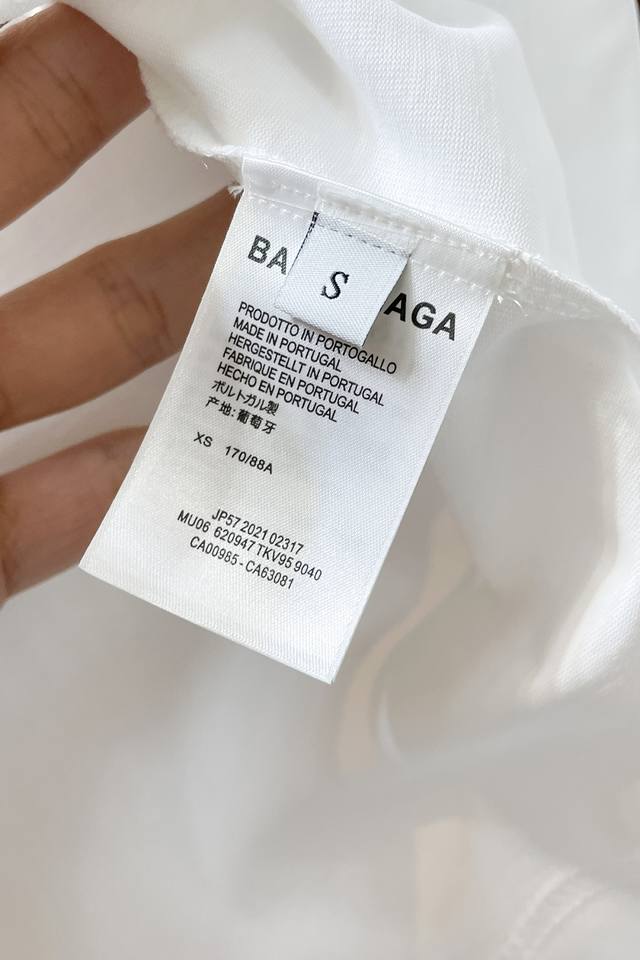 BA
AGA
S
PRODOTTO IN PORTOGALLO
MADE IN PORTUGAL
HERGESTELLT IN PORTUGAL
FABRIQUE EN PORTUGAL
HECHO EN PORTUGAL
ポルトガル製
产地:葡萄牙
XS 170/88A
JP57 2021 02317
MU06 620947 TKV95 9040
CA00985 - CA63081